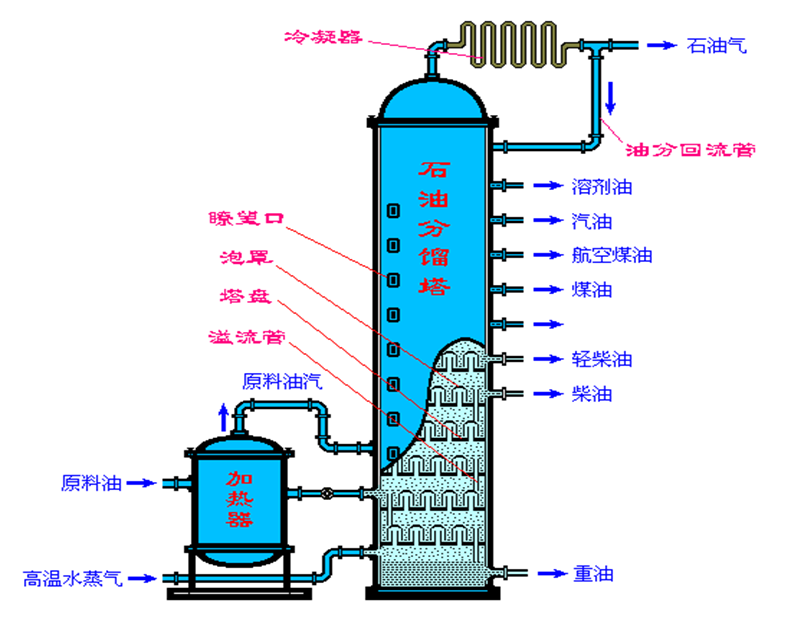 冷凝器
石油气
油分回流管
石油分馏塔
溶剂油
汽油
航空煤油
煤油
轻柴油
柴油
瞭望口
泡罩
塔盘
溢流管
原料油汽
原料油
加热器
高温水蒸气
重油